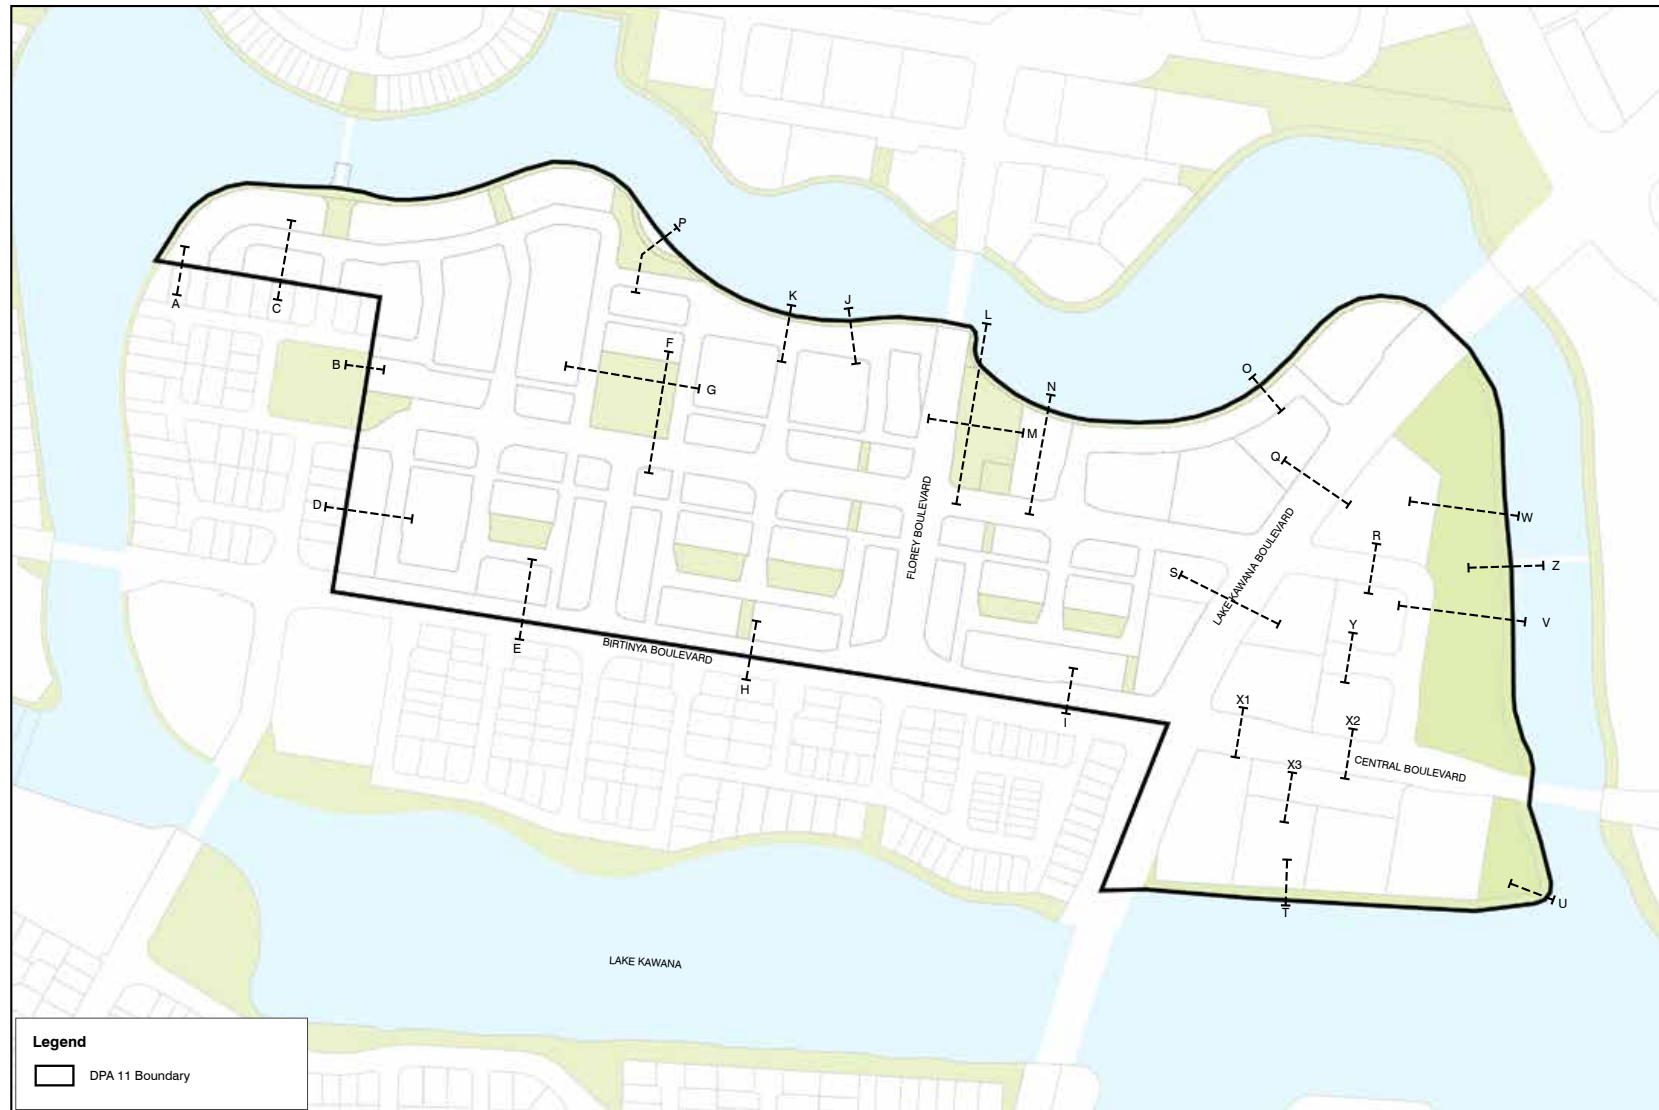 P
A
C
K
J
L
F
B
G
O
N
M
Q
D
W
FLOREY BOULEVARD
LAKE KAWANA BOULEVARD
R
Z
S
V
Y
E
BIRTINYA BOULEVARD
H
X1
I
X2
X3
CENTRAL BOULEVARD
U
T
LAKE KAWANA
Legend
DPA 11 Boundary